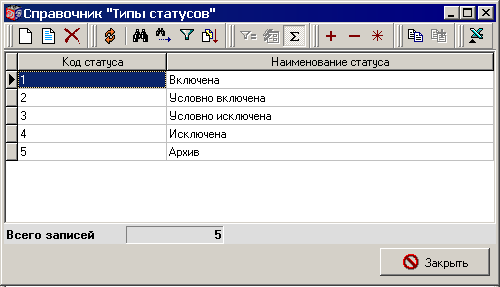 Справочник "Типы статусов"
Код статуса Наименование статуса
1 Включена
2 Условно включена
3 Условно исключена
4 Исключена
5 Архив
Всего записей 5
Закрыть